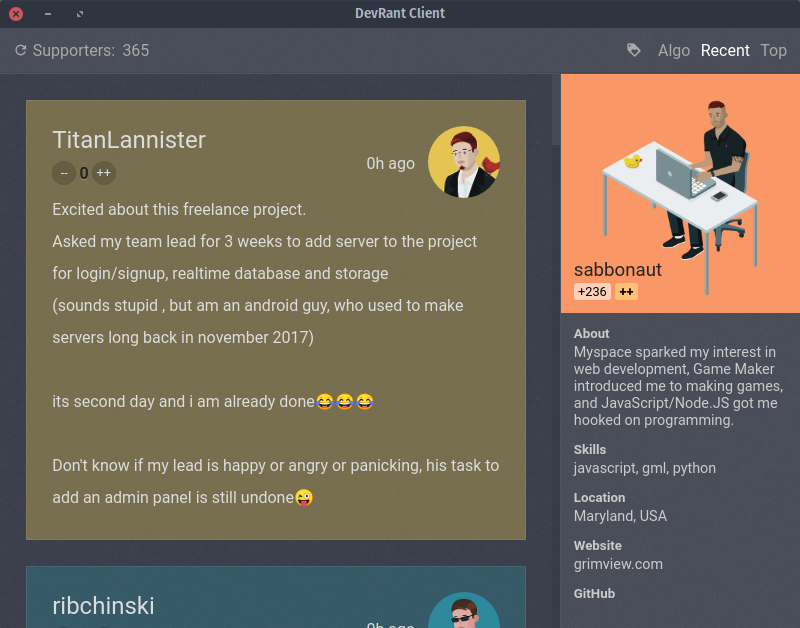 DevRant Client
Supporters: 365
Algo Recent Top
TitanLannister
-- 0 ++
0h ago
Excited about this freelance project.
Asked my team lead for 3 weeks to add server to the project
for login/signup, realtime database and storage
(sounds stupid , but am an android guy, who used to make
servers long back in november 2017)
its second day and i am already done😂😂😂
Don't know if my lead is happy or angry or panicking, his task to
add an admin panel is still undone😜
ribchinski
0h ago
sabbonaut
+236 ++
About
Myspace sparked my interest in
web development, Game Maker
introduced me to making games,
and JavaScript/Node.JS got me
hooked on programming.
Skills
javascript, gml, python
Location
Maryland, USA
Website
grimview.com
GitHub